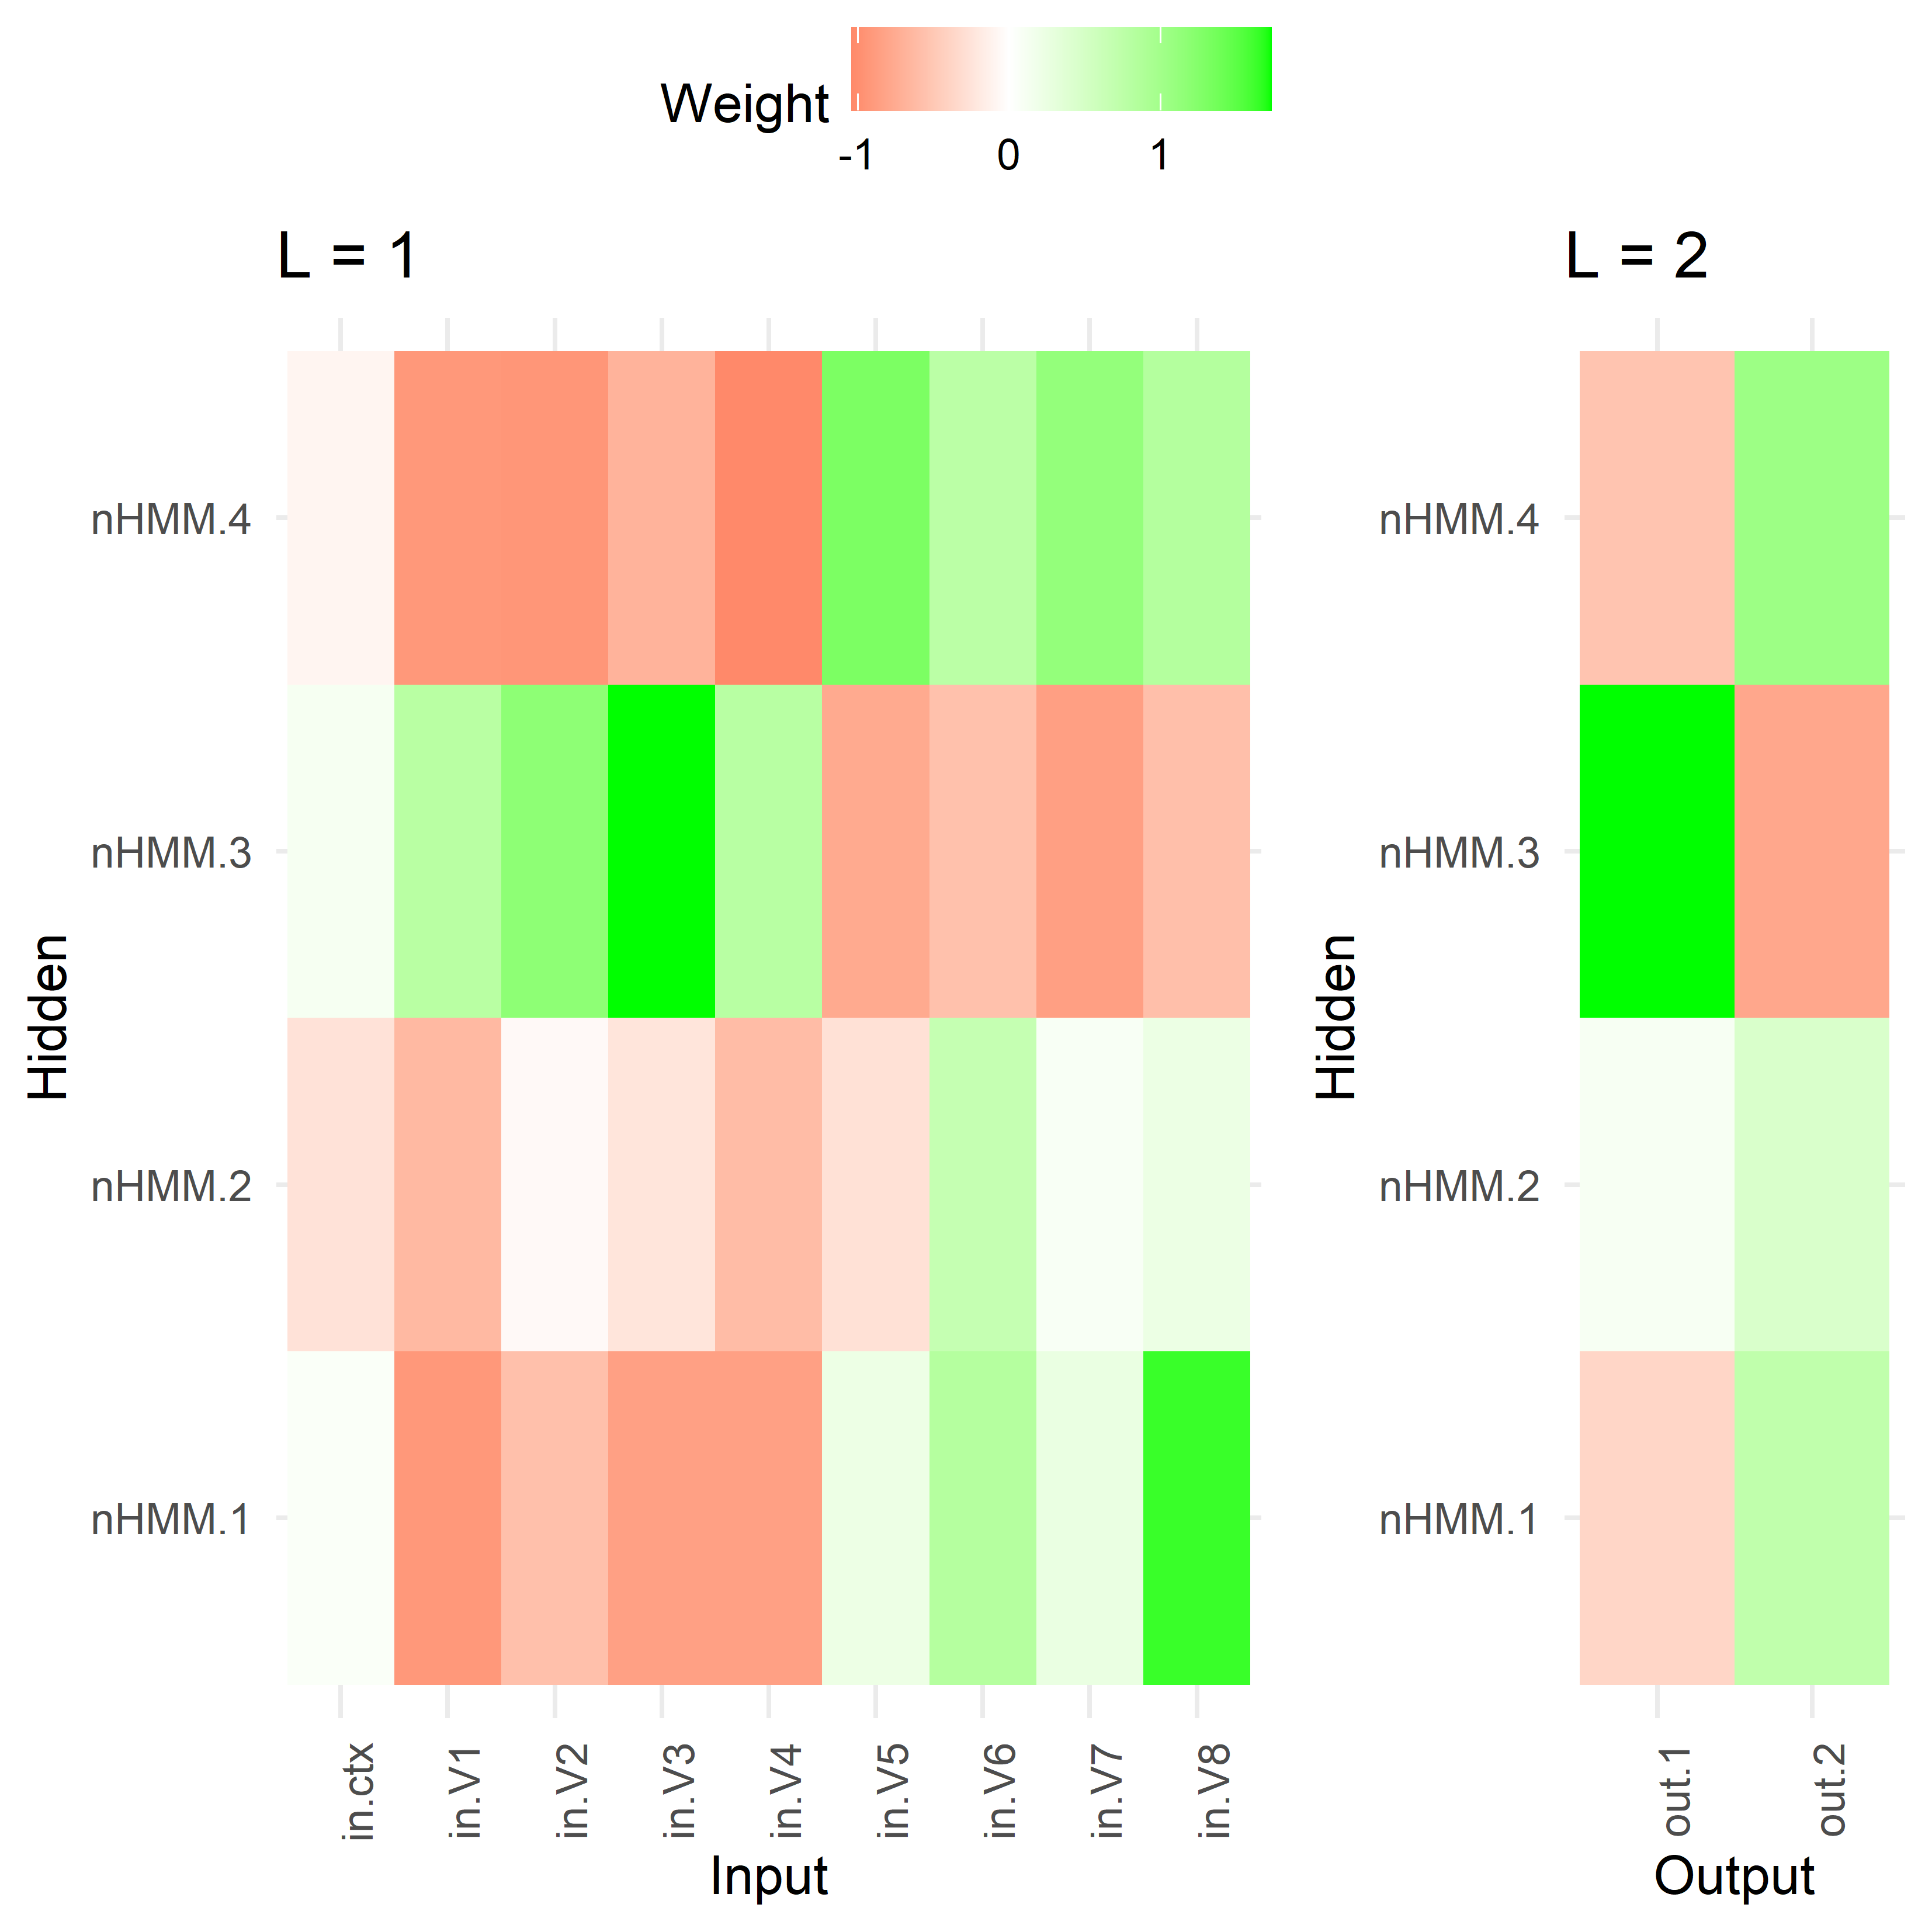 Weight
-1 0 1
L = 1
L = 2
nHMM.4
nHMM.3
nHMM.2
nHMM.1
Hidden
in.ctx in.V1 in.V2 in.V3 in.V4 in.V5 in.V6 in.V7 in.V8
Input
nHMM.4
nHMM.3
nHMM.2
nHMM.1
Hidden
out.1 out.2
Output